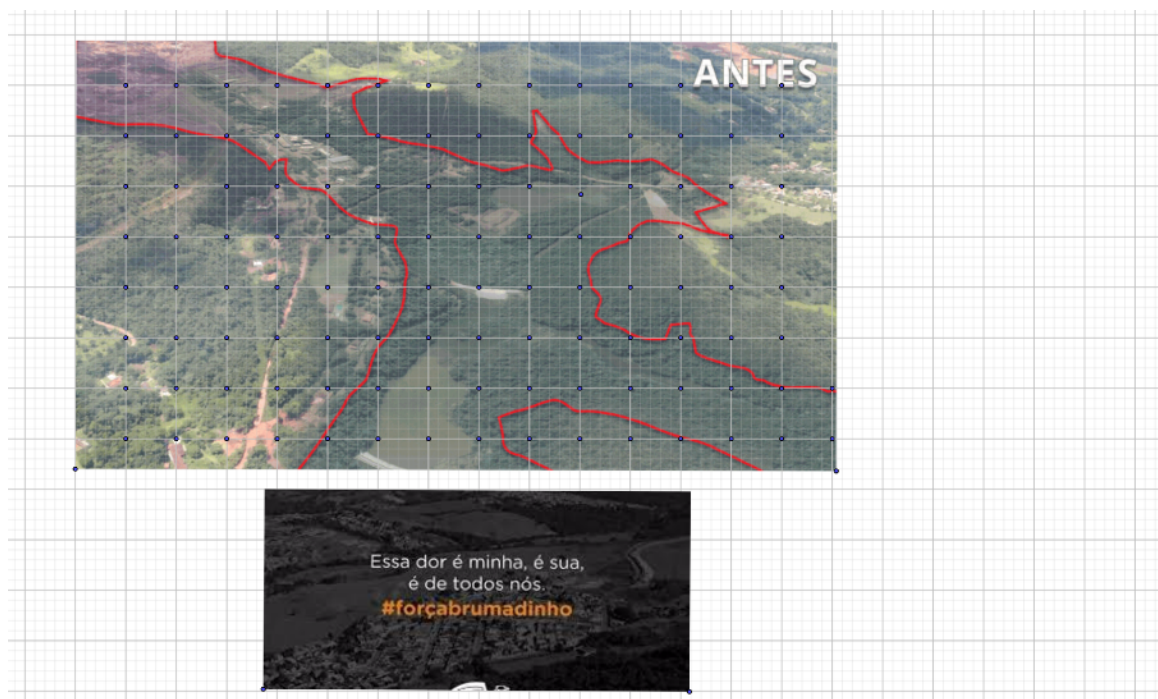 ANTES
Essa dor é minha, é sua,
é de todos nós.
#forçabrumadinho